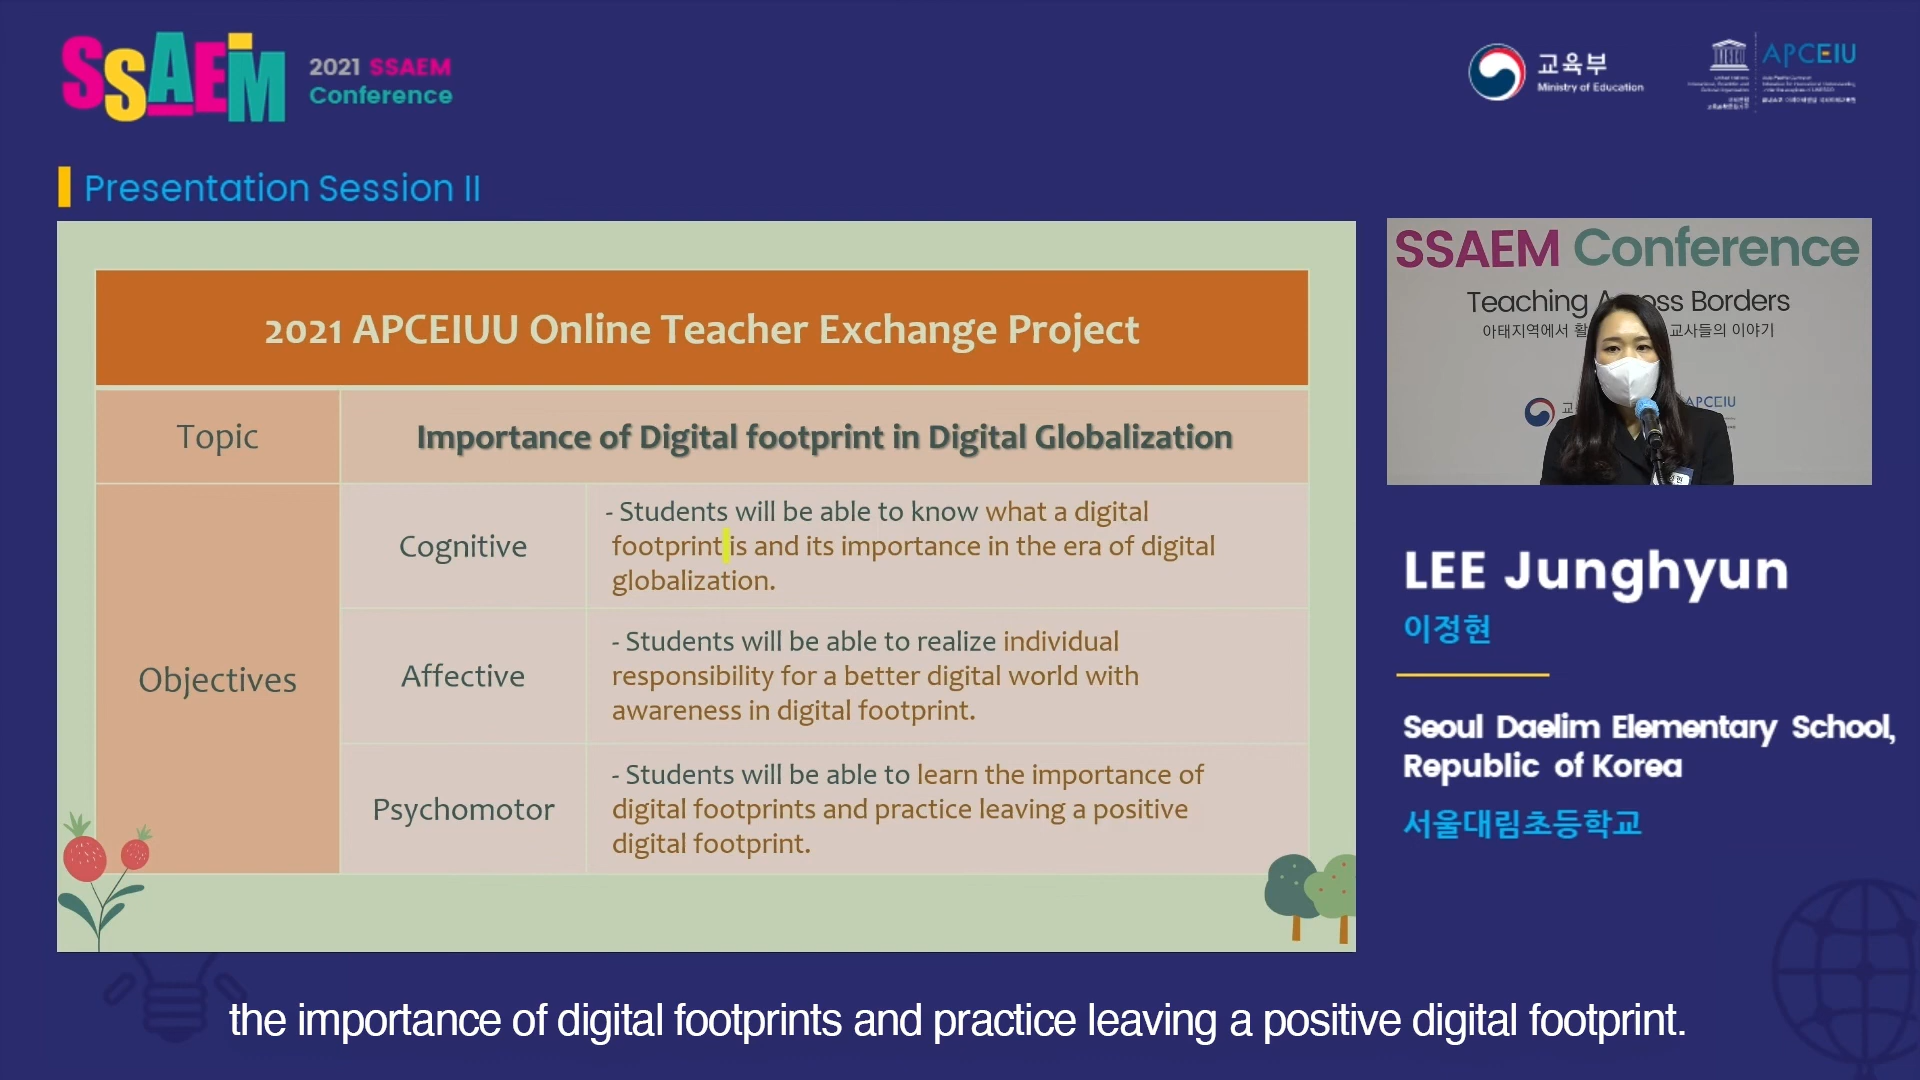 SSAEM
2021 SSAEM
Conference
교육부
Ministry of Education
APCEIU
Presentation Session II
2021 APCEIUU Online Teacher Exchange Project
Topic
Importance of Digital footprint in Digital Globalization
Objectives
Cognitive
- Students will be able to know what a digital
footprint is and its importance in the era of digital
globalization.
Affective
- Students will be able to realize individual
responsibility for a better digital world with
awareness in digital footprint.
Psychomotor
- Students will be able to learn the importance of
digital footprints and practice leaving a positive
digital footprint.
SSAEM Conference
Teaching Across Borders
아태지역에서 활 교사들의 이야기
APCEIU
LEE Junghyun
이정현
Seoul Daelim Elementary School,
Republic of Korea
서울대림초등학교
the importance of digital footprints and practice leaving a positive digital footprint.